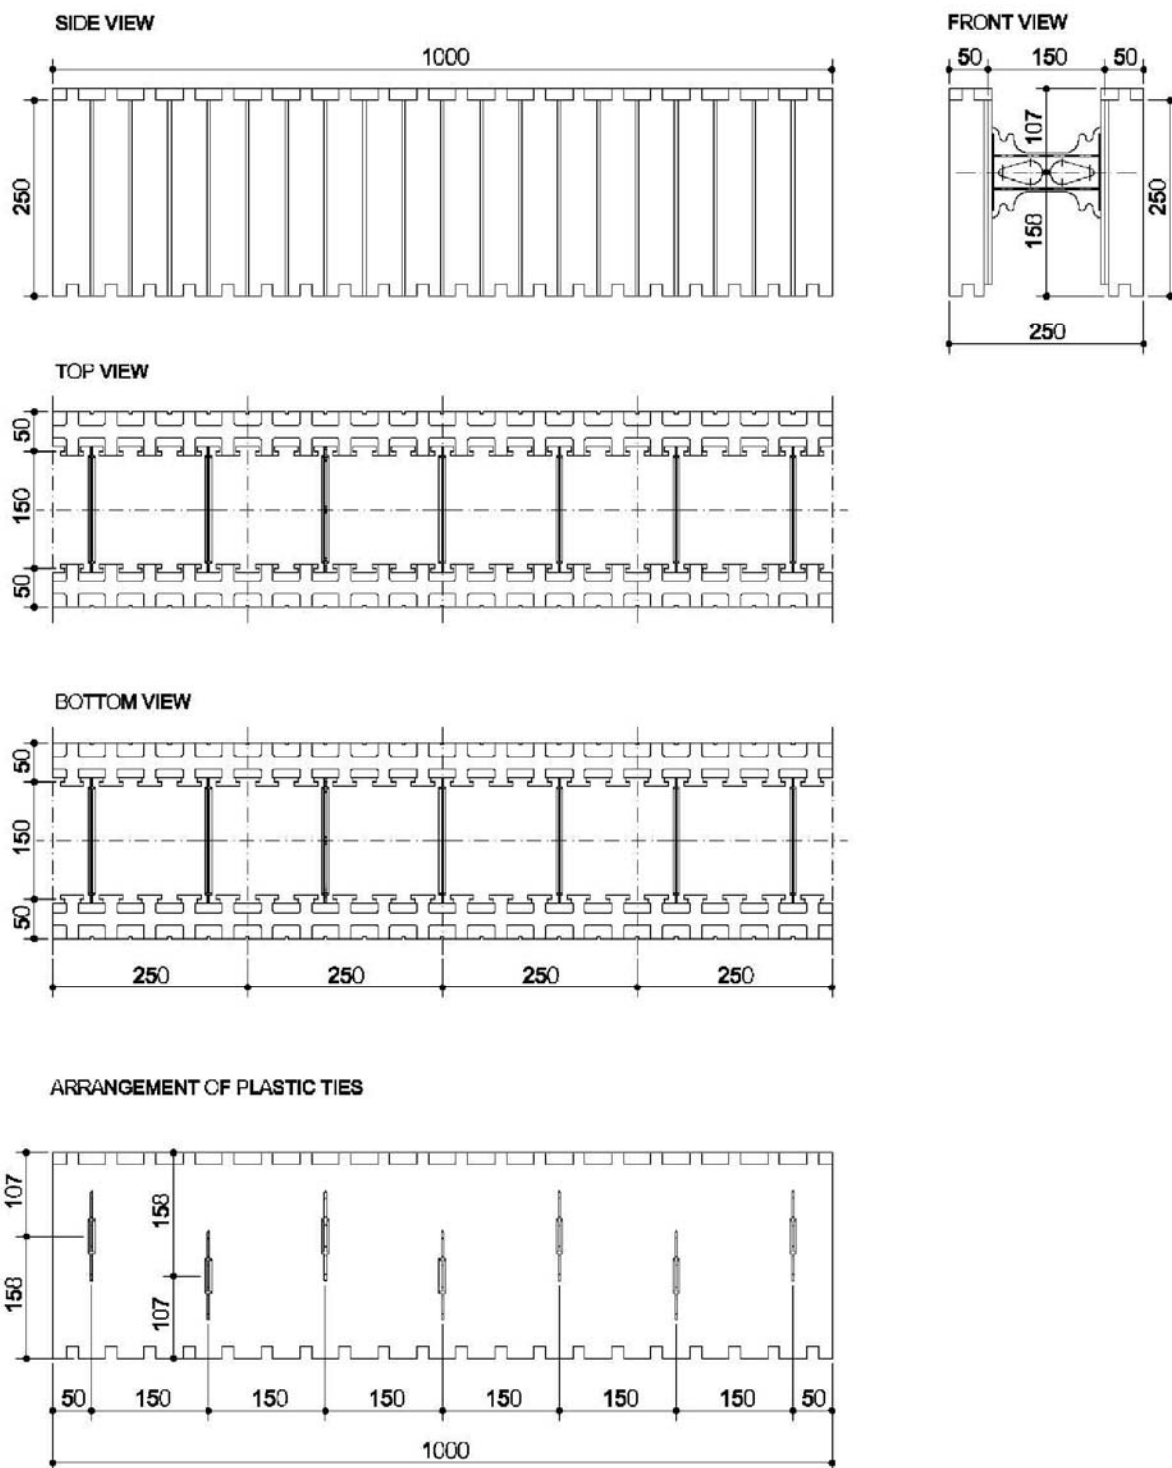 SIDE VIEW
FRONT VIEW
1000
50 150 50
250
107
158
250
250
TOP VIEW
50
150
50
BOTTOM VIEW
50
150
50
250 250 250 250
ARRANGEMENT OF PLASTIC TIES
107
158
158
107
50 150 150 150 150 150 150 50
1000